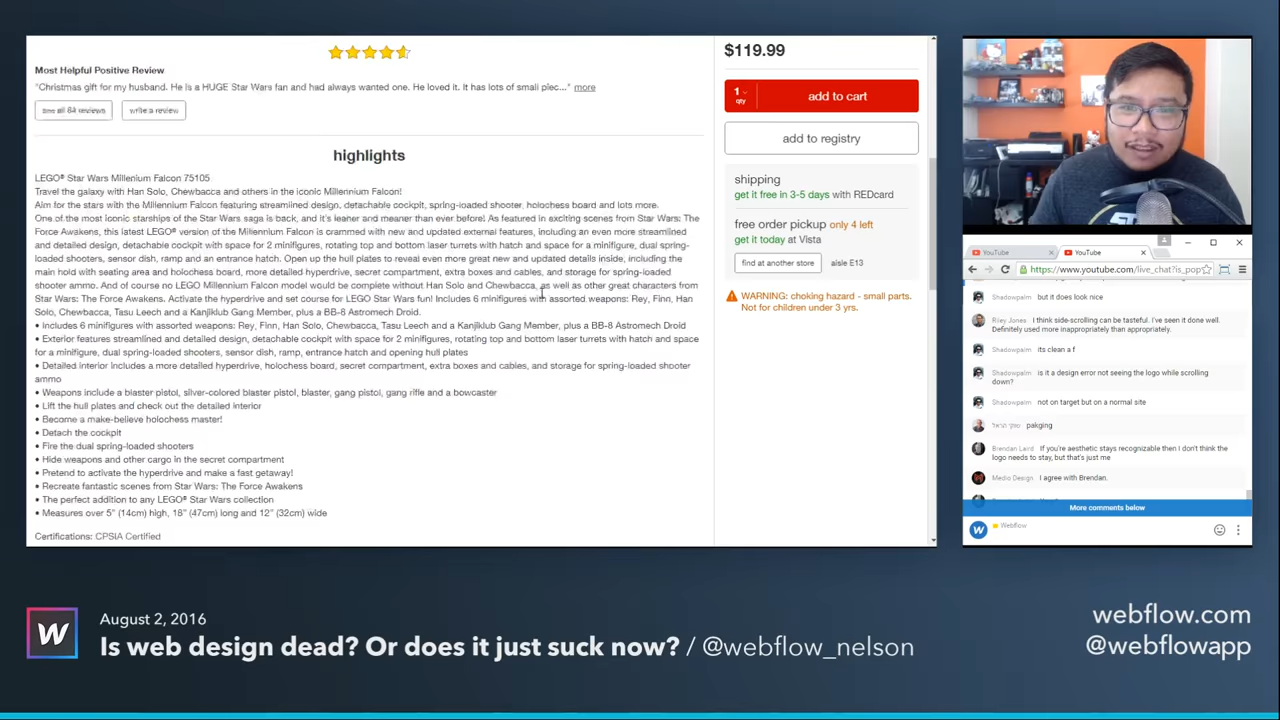 Most Helpful Positive Review
"Christmas gift for my husband. He is a HUGE Star Wars fan and had always wanted one. He loved it. It has lots of small piec..." more
see all 84 reviews
write a review
highlights
LEGO® Star Wars Millenium Falcon 75105
Travel the galaxy with Han Solo, Chewbacca and others in the iconic Millennium Falcon!
Aim for the stars with the Millennium Falcon featuring streamlined design, detachable cockpit, spring-loaded shooter, holochess board and lots more.
One of the most iconic starships of the Star Wars saga is back, and it's leaner and meaner than ever before! As featured in exciting scenes from Star Wars: The
Force Awakens, this latest LEGO® version of the Millennium Falcon is crammed with new and updated external features, including an even more streamlined
and detailed design, detachable cockpit with space for 2 minifigures, rotating top and bottom laser turrets with hatch and space for a minifigure, dual spring-
loaded shooters, sensor dish, ramp and an entrance hatch. Open up the hull plates to reveal even more great new and updated details inside, including the
main hold with seating area and holochess board, more detailed hyperdrive, secret compartment, extra boxes and cables, and storage for spring-loaded
shooter ammo. And of course no LEGO Millennium Falcon model would be complete without Han Solo and Chewbacca, as well as other great characters from
Star Wars: The Force Awakens. Activate the hyperdrive and set course for LEGO Star Wars fun! Includes 6 minifigures with assorted weapons: Rey, Finn, Han
Solo, Chewbacca, Tasu Leech and a Kanjiklub Gang Member, plus a BB-8 Astromech Droid.
• Includes 6 minifigures with assorted weapons: Rey, Finn, Han Solo, Chewbacca, Tasu Leech and a Kanjiklub Gang Member, plus a BB-8 Astromech Droid
• Exterior features streamlined and detailed design, detachable cockpit with space for 2 minifigures, rotating top and bottom laser turrets with hatch and space
for a minifigure, dual spring-loaded shooters, sensor dish, ramp, entrance hatch and opening hull plates
• Detailed interior includes a more detailed hyperdrive, holochess board, secret compartment, extra boxes and cables, and storage for spring-loaded shooter
ammo
• Weapons include a blaster pistol, silver-colored blaster pistol, blaster, gang pistol, gang rifle and a bowcaster
• Lift the hull plates and check out the detailed interior
• Become a make-believe holochess master!
• Detach the cockpit
• Fire the dual spring-loaded shooters
• Hide weapons and other cargo in the secret compartment
• Pretend to activate the hyperdrive and make a fast getaway!
• Recreate fantastic scenes from Star Wars: The Force Awakens
• The perfect addition to any LEGO® Star Wars collection
• Measures over 5" (14cm) high, 18" (47cm) long and 12" (32cm) wide
Certifications: CPSIA Certified
$119.99
1
qty
add to cart
add to registry
shipping
get it free in 3-5 days with REDcard
free order pickup only 4 left
get it today at Vista
find at another store
aisle E13
WARNING: choking hazard - small parts.
Not for children under 3 yrs.
YouTube
YouTube
https://www.youtube.com/live_chat?is_pop
but it does look nice
Riley Jones I think side-scrolling can be tasteful. I've seen it done well.
Definitely used more inappropriately than appropriately.
Shadowpalm its clean a f
Shadowpalm is it a design error not seeing the logo while scrolling
down?
Shadowpalm not on target but on a normal site
pakging
Brendan Laird If you're aesthetic stays recognizable then I don't think the
logo needs to stay, but that's just me
Medio Design I agree with Brendan.
More comments below
W
Webflow
W
August 2, 2016
Is web design dead? Or does it just suck now? / @webflow_nelson
webflow.com
@webflowapp